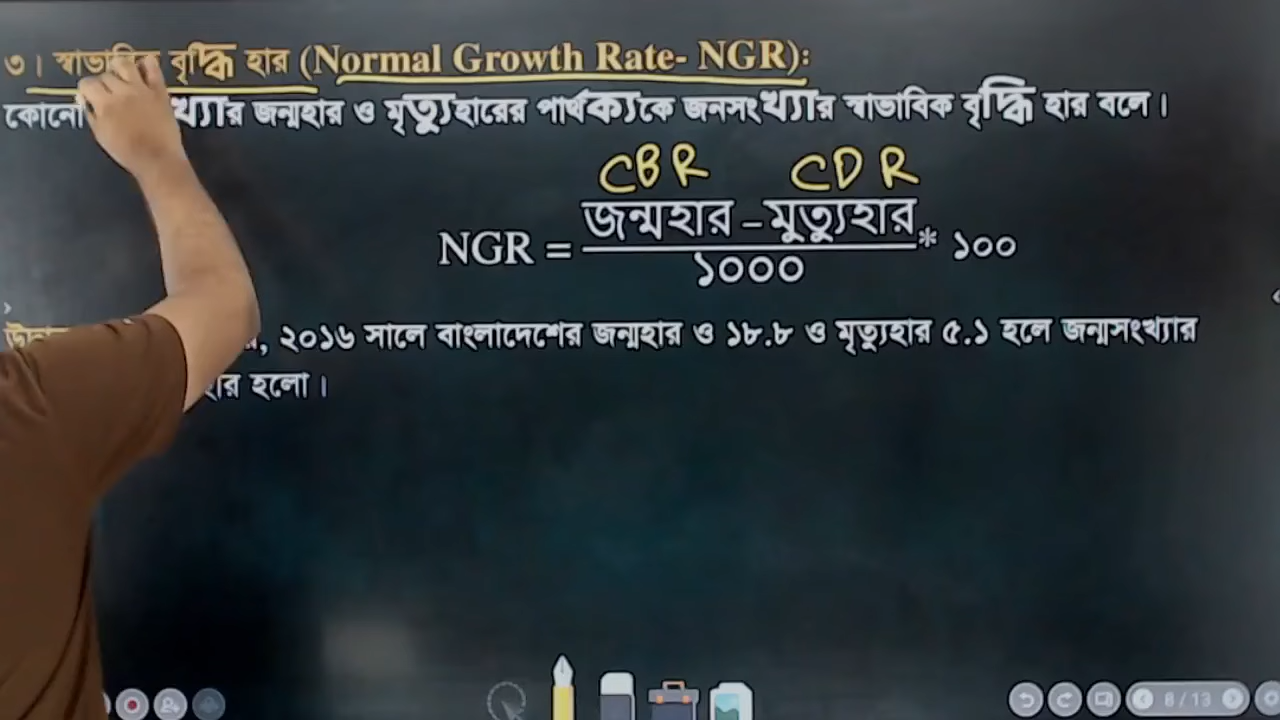 ৩। স্বাভাবিক বৃদ্ধি হার (Normal Growth Rate- NGR):
কোনো খ্যার জন্মহার ও মৃত্যুহারের পার্থক্যকে জনসংখ্যার স্বাভাবিক বৃদ্ধি হার বলে।
CBR CDR
NGR = জন্মহার – মুত্যুহার * ১০০
১০০০
, ২০১৬ সালে বাংলাদেশের জন্মহার ও ১৮.৮ ও মৃত্যুহার ৫.১ হলে জন্মসংখ্যার
হার হলো।
8 / 13